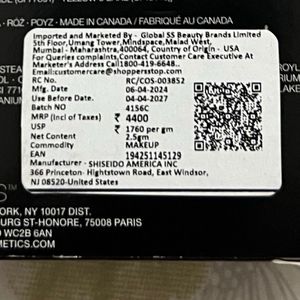 - RÓŻ · POYZ · MADE IN CANADA / FABRIQUÉ AU CANADA
Imported and Marketed By - Global SS Beauty Brands Limited
5th Floor,Umang Tower,Mindspace,Malad West,
Mumbai - Maharashtra,400064, Country of Origin - USA
For Queries complaints,Contact Customer Care Executive At
Marketer's Address Call1800-419-6648..
Email:customercare@shoppersstop.com
RC No. RC/COS-003852
Mfg. Date 06-04-2024
Use Before Date 04-04-2027
Batch NO 4156C
MRP (Incl of Taxes) ₹ 4400
USP ₹ 1760 per gm
Net Content 2.5gm
Commodity MAKEUP
EAN 194251145129
Name of Manufacturer :- SHISEIDO AMERICA INC
366 Princeton- Hightstown Road, East Windsor,
NJ 08520-United States
ORK, NY 10017 DIST.
URG ST-HONORÉ, 75008 PARIS
O WC2B 6AN
METICS.COM